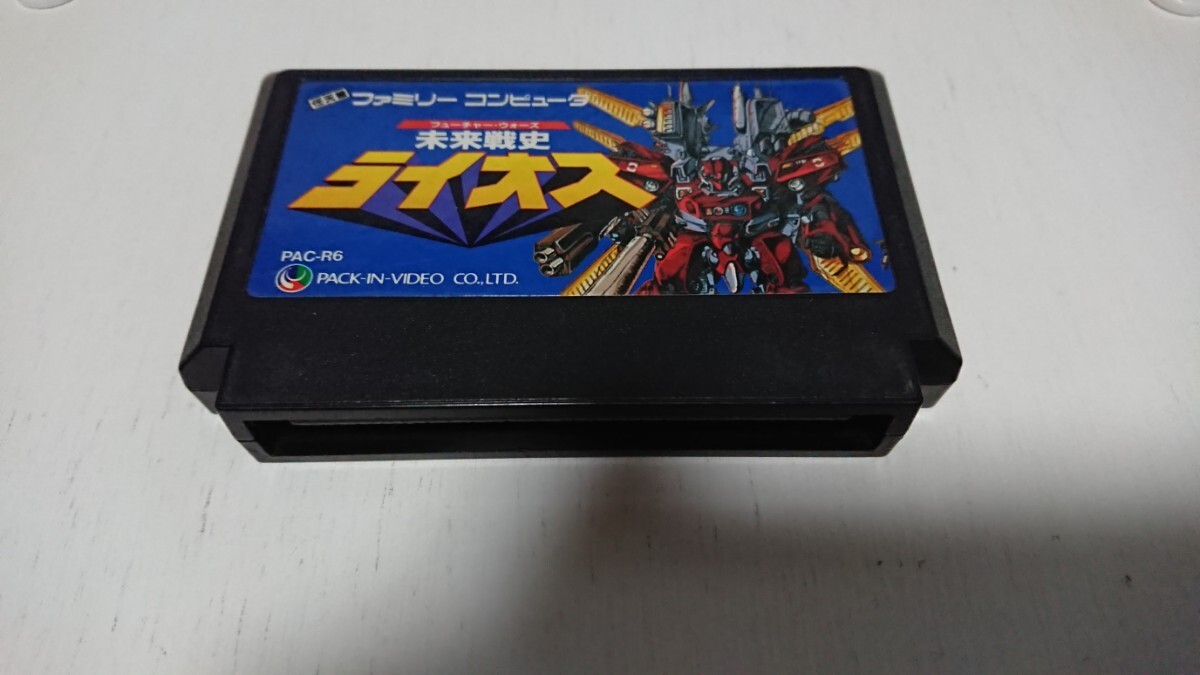 ファミリー コンピュータ
フューチャー・ウォーズ
未来戦史
ライオス
PAC-R6
PACK-IN-VIDEO CO.,LTD.